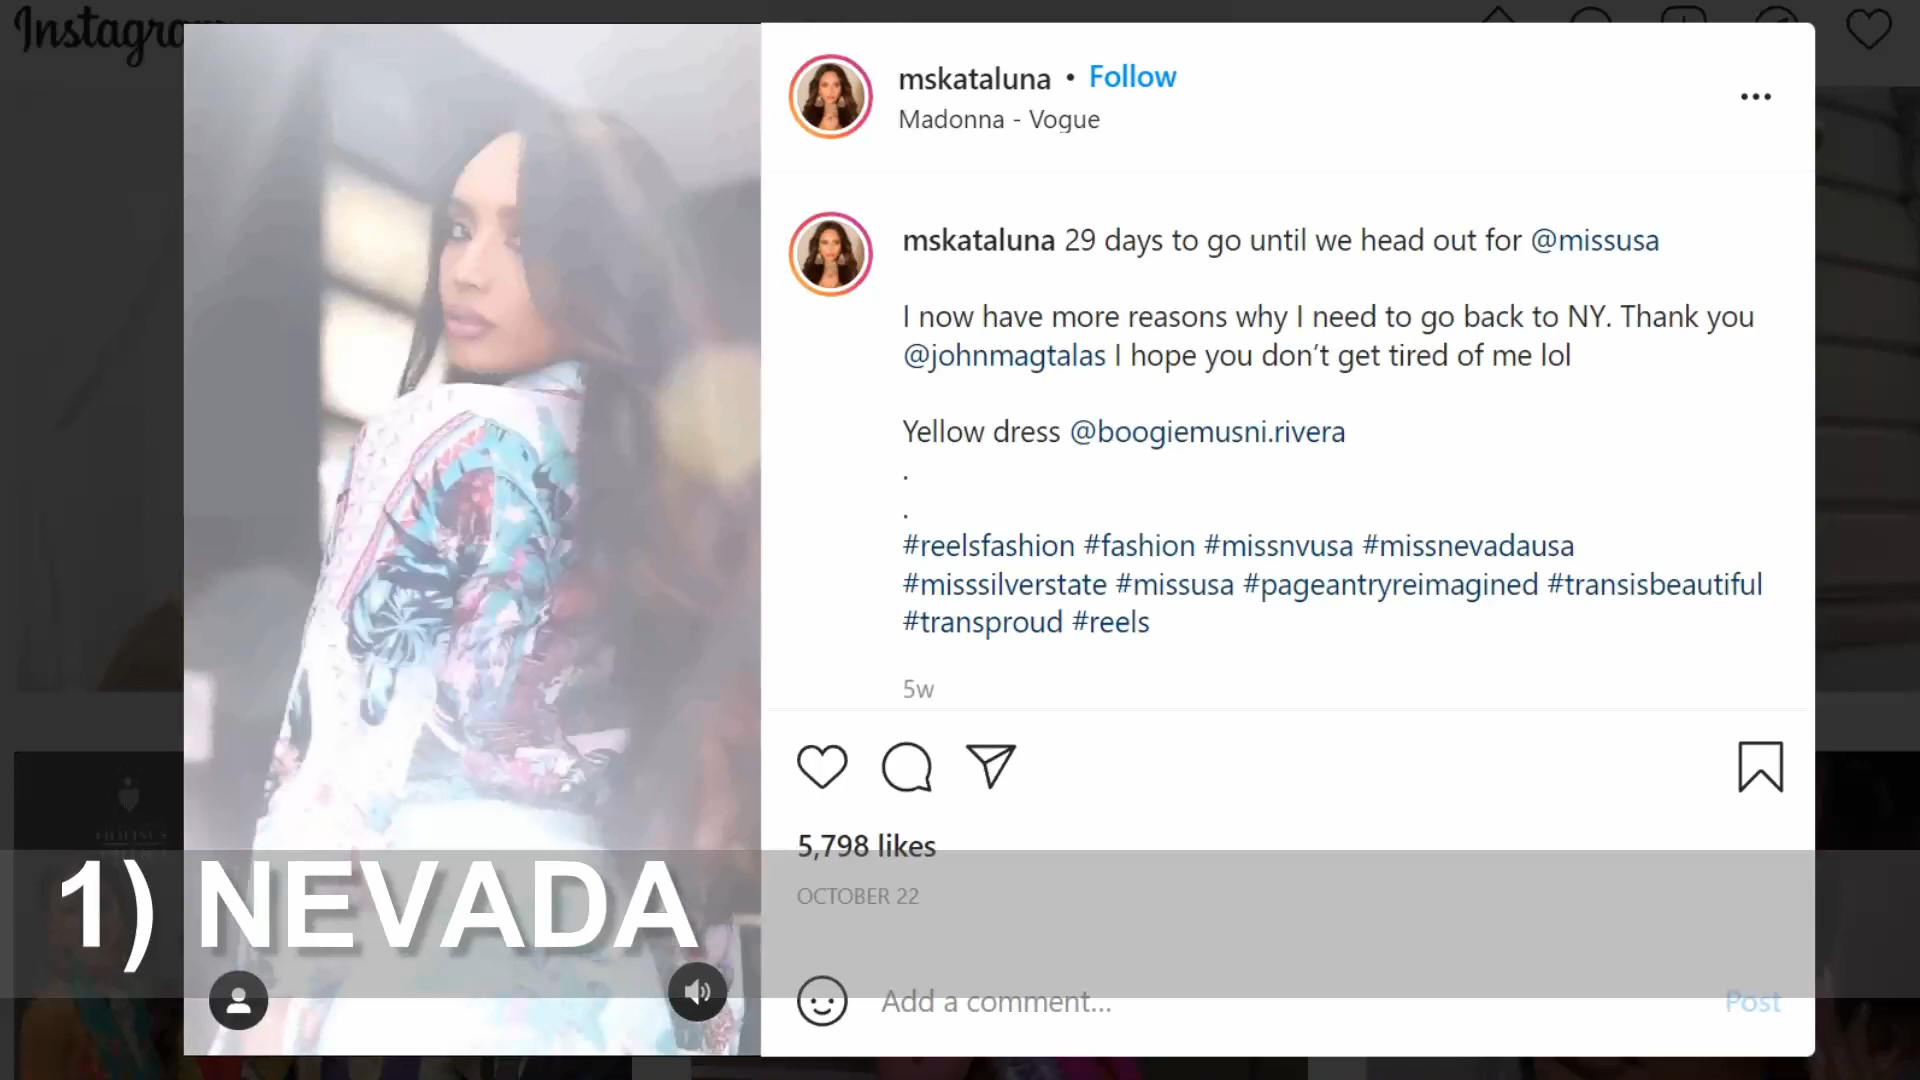 Instagra
mskataluna • Follow
Madonna - Vogue
mskataluna 29 days to go until we head out for @missusa
I now have more reasons why I need to go back to NY. Thank you
@johnmagtalas I hope you don't get tired of me lol
Yellow dress @boogiemusni.rivera
.
.
#reelsfashion #fashion #missnvusa #missnevadausa
#misssilverstate #missusa #pageantryreimagined #transisbeautiful
#transproud #reels
5w
5,798 likes
1) NEVADA
OCTOBER 22
Add a comment...
Post